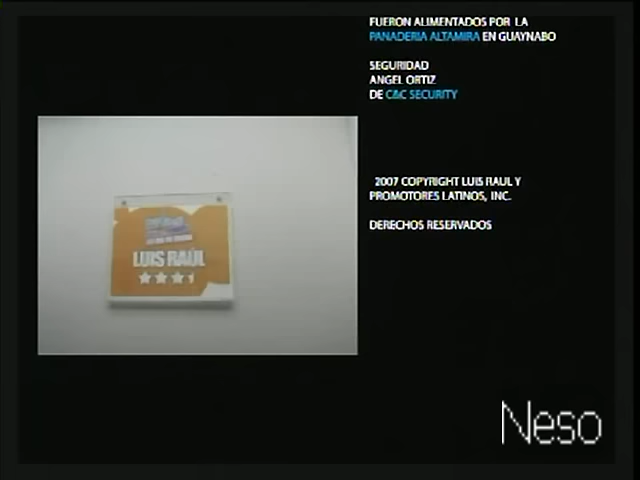 FUERON ALIMENTADOS POR LA
PANADERIA ALTAMIRA EN GUAYNABO
SEGURIDAD
ANGEL ORTIZ
DE C&C SECURITY
2007 COPYRIGHT LUIS RAUL Y
PROMOTORES LATINOS, INC.
DERECHOS RESERVADOS
LUIS RAÚL
Neso